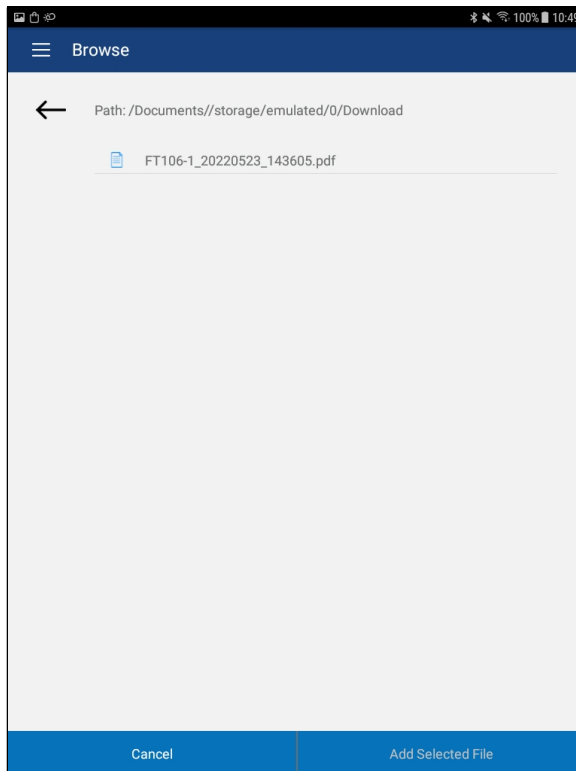 100% 10:49
Browse
Path: /Documents//storage/emulated/0/Download
FT106-1_20220523_143605.pdf
Cancel
Add Selected File